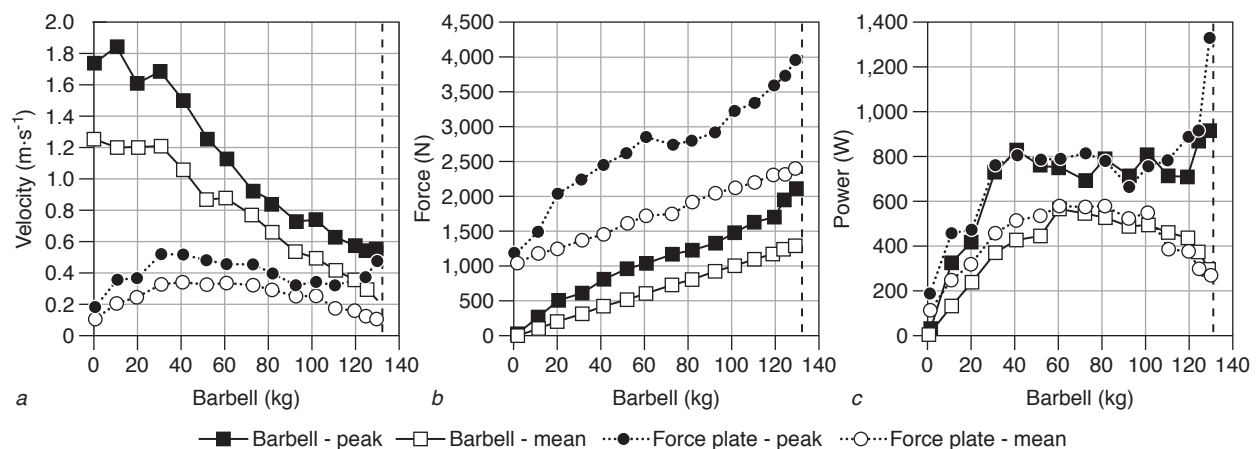 2.0
1.8
1.6
1.4
1.2
1.0
0.8
0.6
0.4
0.2
0
Velocity (m·s-1)
0 20 40 60 80 100 120 140
Barbell (kg)
a
4,500
4,000
3,500
3,000
2,500
2,000
1,500
1,000
500
0
Force (N)
0 20 40 60 80 100 120 140
Barbell (kg)
b
1,400
1,200
1,000
800
600
400
200
0
Power (W)
0 20 40 60 80 100 120 140
Barbell (kg)
c
Barbell - peak Barbell - mean Force plate - peak Force plate - mean